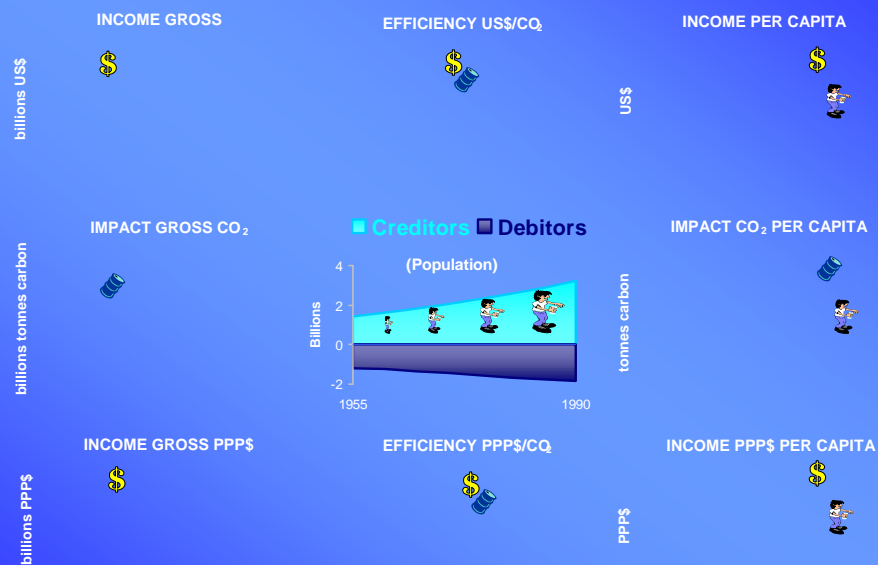 INCOME GROSS
EFFICIENCY US$/CO₂
INCOME PER CAPITA
billions US$
$
$
US$
$
IMPACT GROSS CO₂
Creditors Debitors
IMPACT CO₂ PER CAPITA
billions tonnes carbon
(Population)
Billions
4
2
0
-2
1955
1990
tonnes carbon
INCOME GROSS PPP$
EFFICIENCY PPP$/CO₂
INCOME PPP$ PER CAPITA
billions PPP$
$
$
PPP$
$